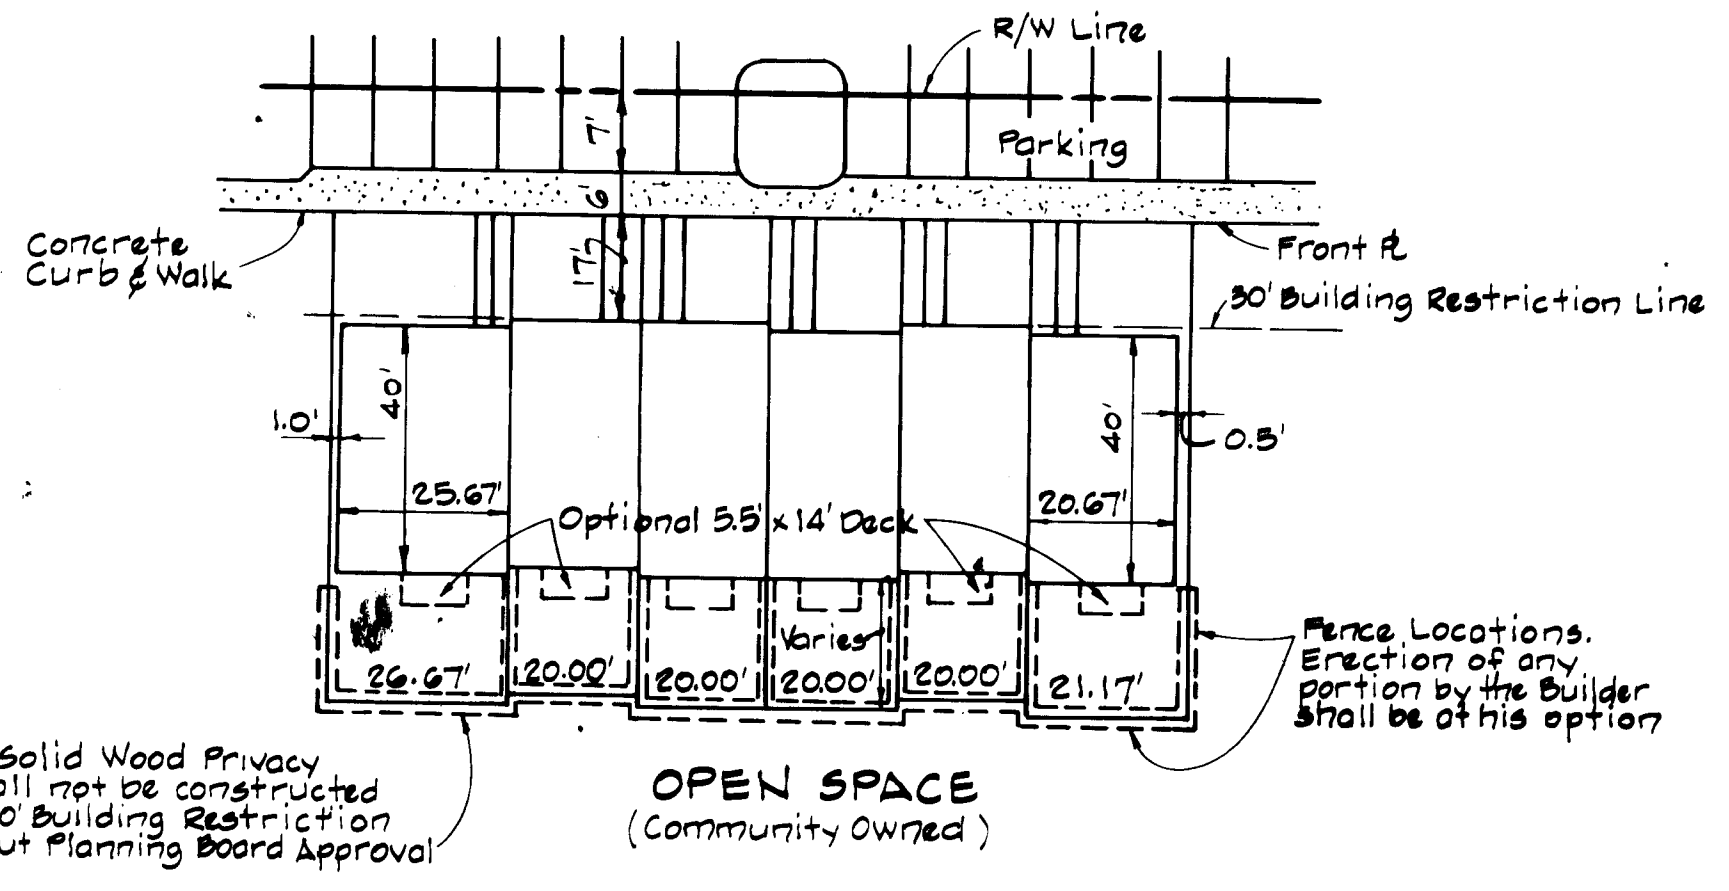 R/W Line
7'
Parking
6'
Concrete
Curb & Walk
17'
Front PL
30' Building Restriction Line
40'
40'
1.0'
0.5'
25.67'
20.67'
Optional 5.5' x 14' Deck
Varies
26.67'
20.00'
20.00'
20.00'
20.00'
21.17'
Fence Locations.
Erection of any
portion by the Builder
shall be at his option
Solid Wood Privacy
all not be constructed
0' Building Restriction
ut Planning Board Approval
OPEN SPACE
(Community Owned)